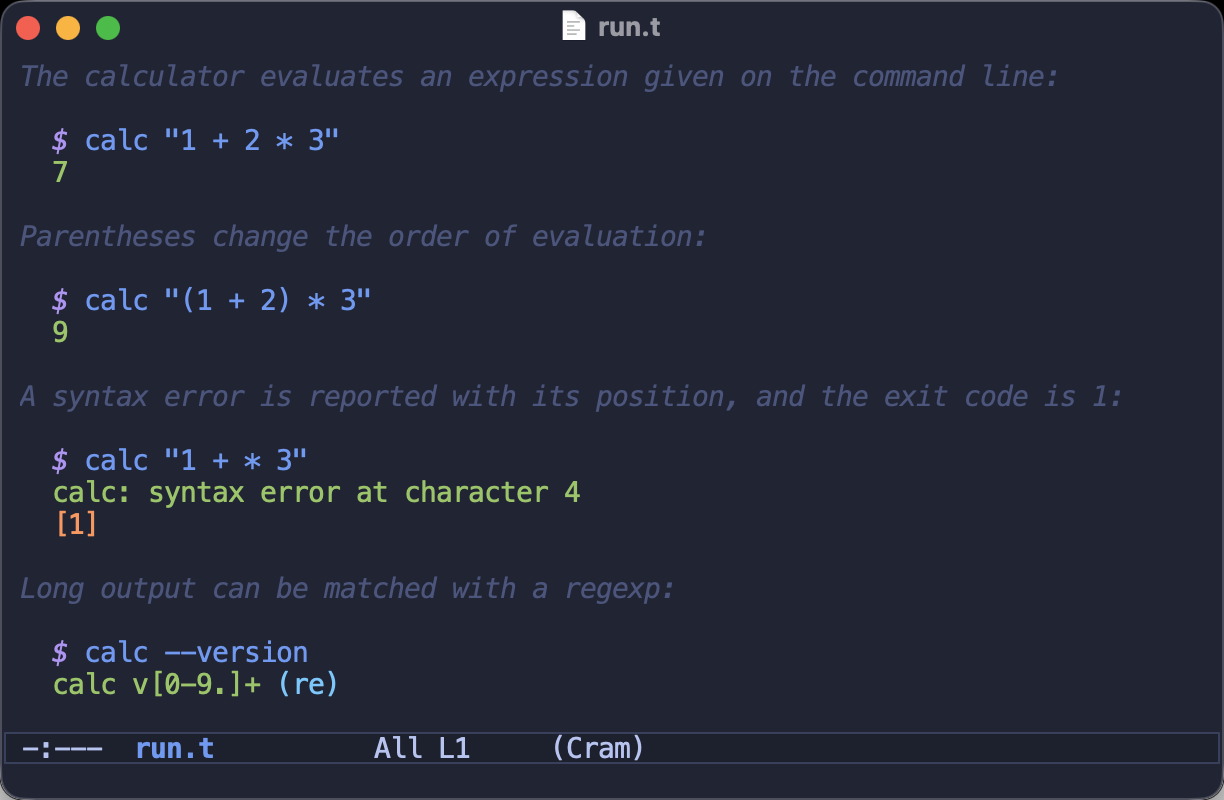 run.t
The calculator evaluates an expression given on the command line:
$ calc "1 + 2 * 3"
7
Parentheses change the order of evaluation:
$ calc "(1 + 2) * 3"
9
A syntax error is reported with its position, and the exit code is 1:
$ calc "1 + * 3"
calc: syntax error at character 4
[1]
Long output can be matched with a regexp:
$ calc --version
calc v[0-9.]+ (re)
-:--- run.t All L1 (Cram)